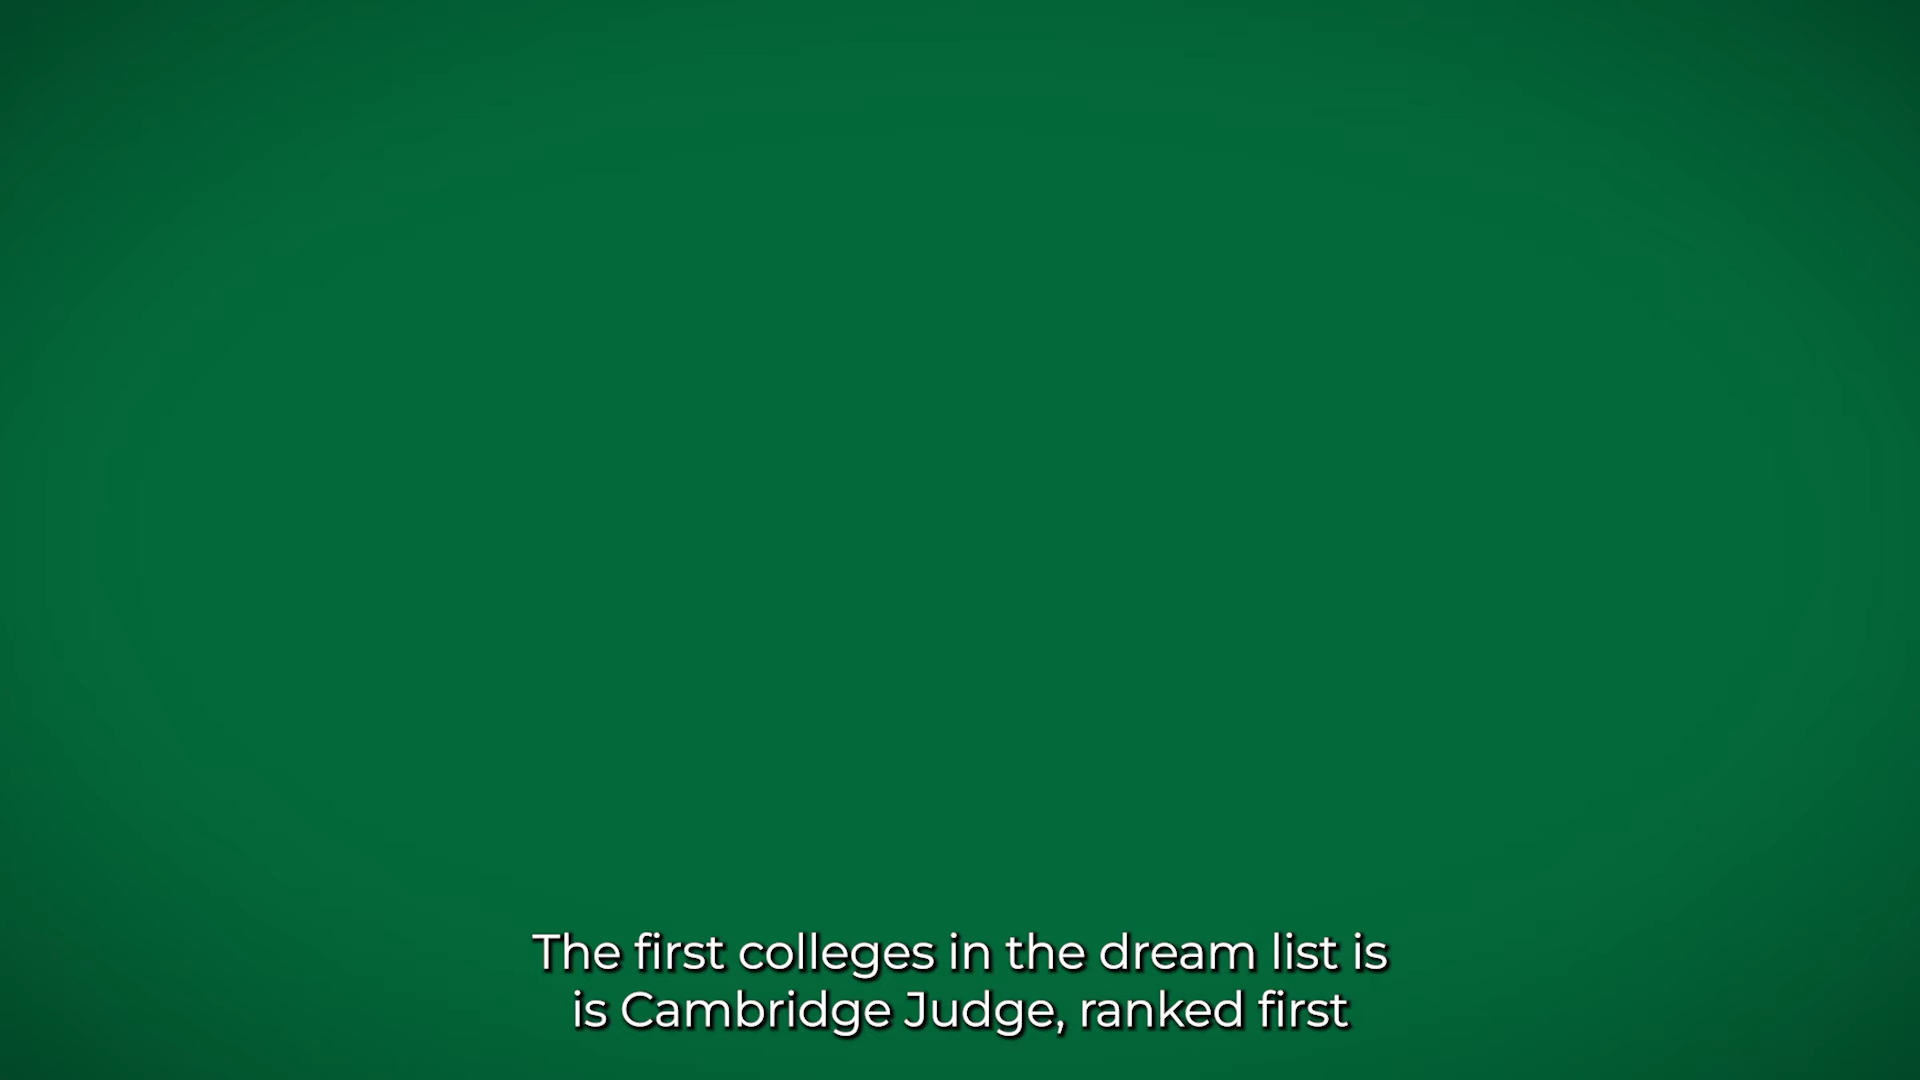 The first colleges in the dream list is
is Cambridge Judge, ranked first